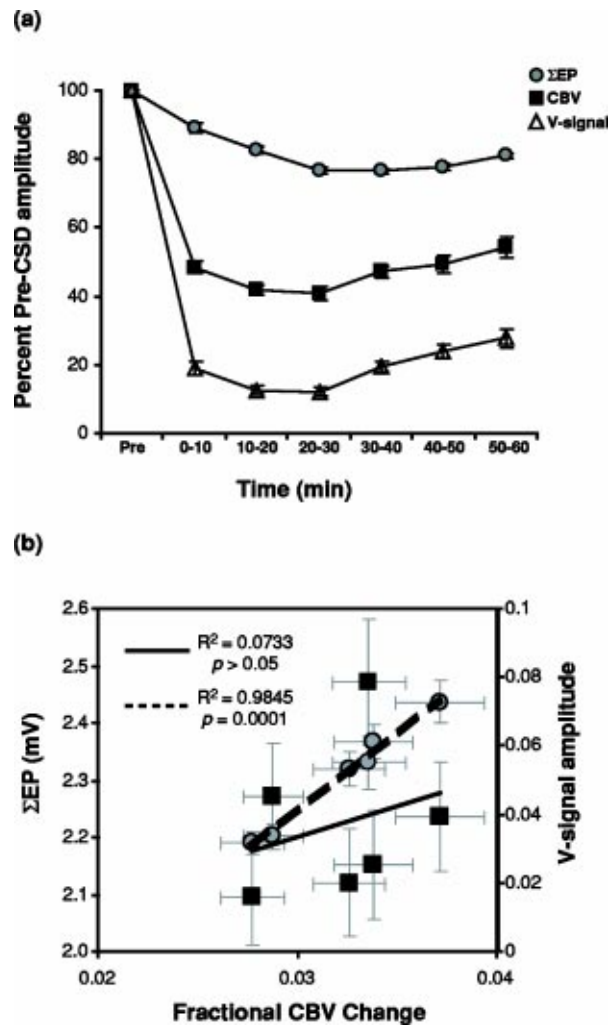 (a)
100
80
60
40
20
0
Percent Pre-CSD amplitude
ΣEP
CBV
V-signal
Pre 0-10 10-20 20-30 30-40 40-50 50-60
Time (min)
(b)
2.6
2.5
2.4
2.3
2.2
2.1
2.0
ΣEP (mV)
R² = 0.0733
p > 0.05
R² = 0.9845
p = 0.0001
0.1
0.08
0.06
0.04
0.02
0
V-signal amplitude
0.02 0.03 0.04
Fractional CBV Change